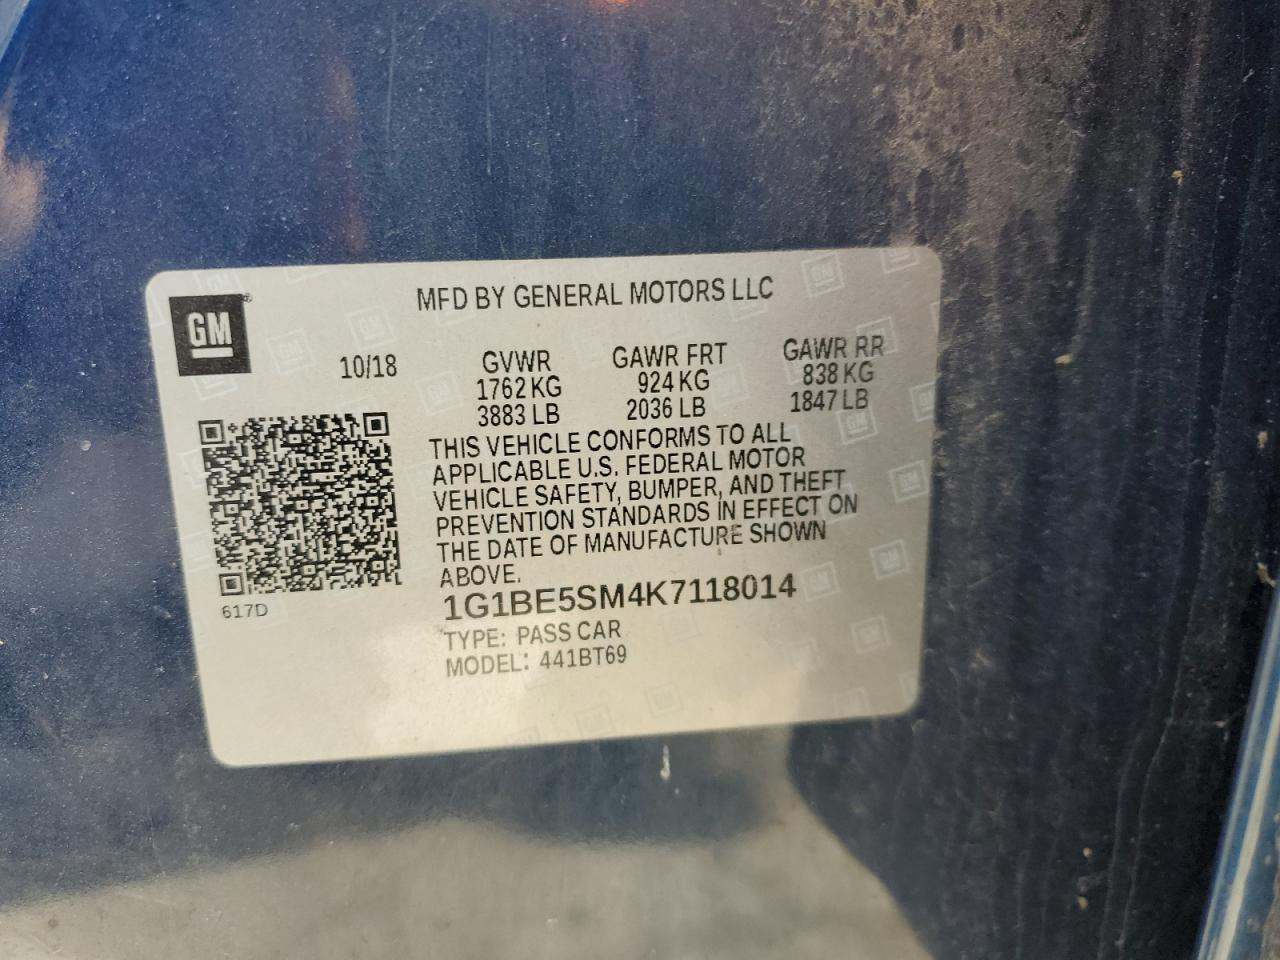 MFD BY GENERAL MOTORS LLC
GM
10/18
GVWR GAWR FRT GAWR RR
1762 KG 924 KG 838 KG
3883 LB 2036 LB 1847 LB
THIS VEHICLE CONFORMS TO ALL
APPLICABLE U.S. FEDERAL MOTOR
VEHICLE SAFETY, BUMPER, AND THEFT
PREVENTION STANDARDS IN EFFECT ON
THE DATE OF MANUFACTURE SHOWN
ABOVE.
1G1BE5SM4K7118014
617D
TYPE: PASS CAR
MODEL: 441BT69